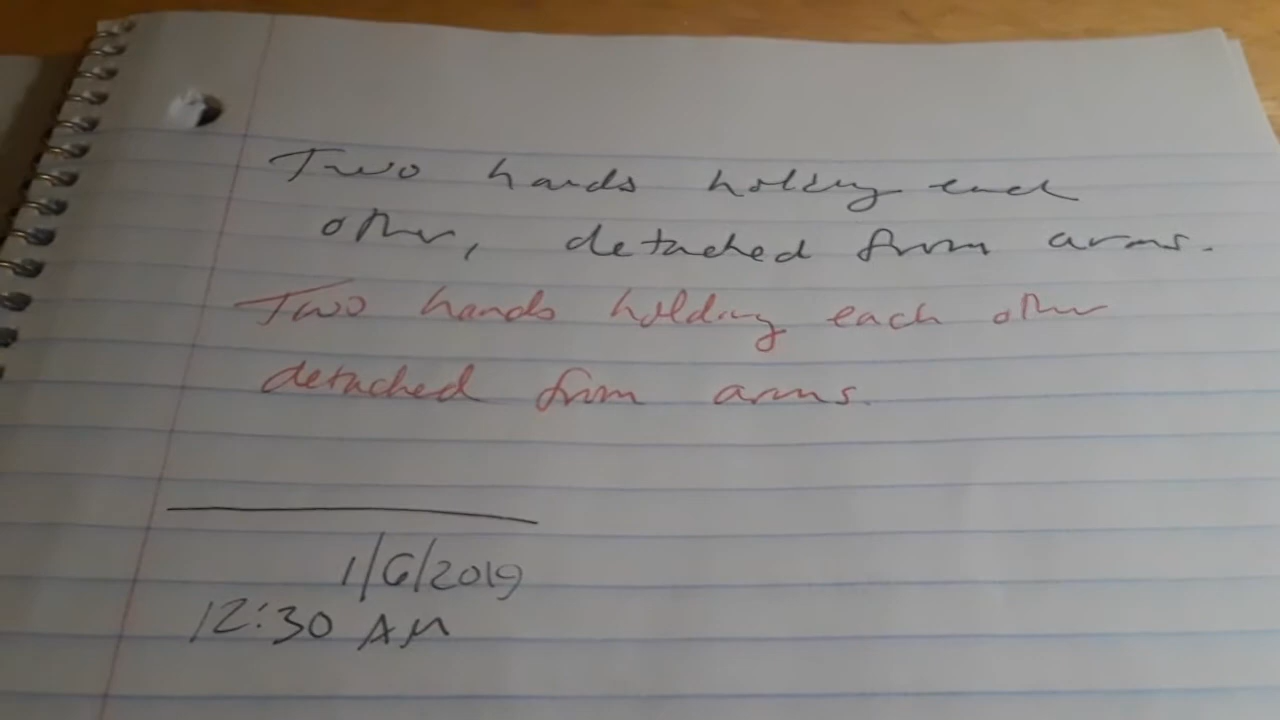 Two hands holding each
other, detached from arms.
Two hands holding each other
detached from arms.
1/6/2019
12:30 AM